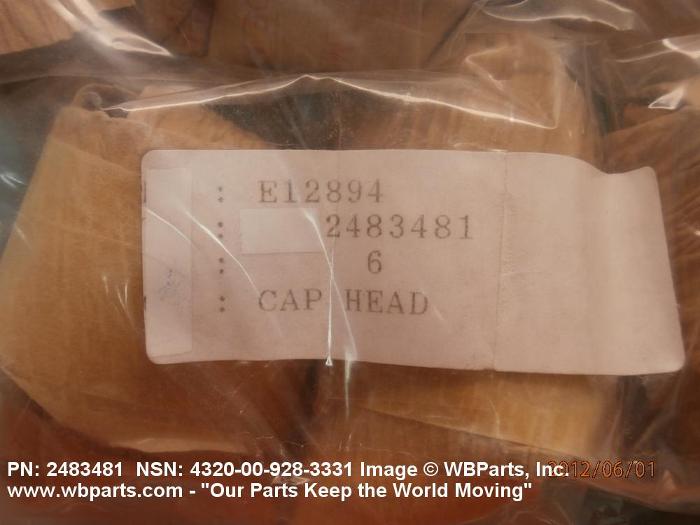 : E12894
: 2483481
: 6
: CAP HEAD
PN: 2483481 NSN: 4320-00-928-3331 Image © WBParts, Inc.
2012/06/01
www.wbparts.com - "Our Parts Keep the World Moving"